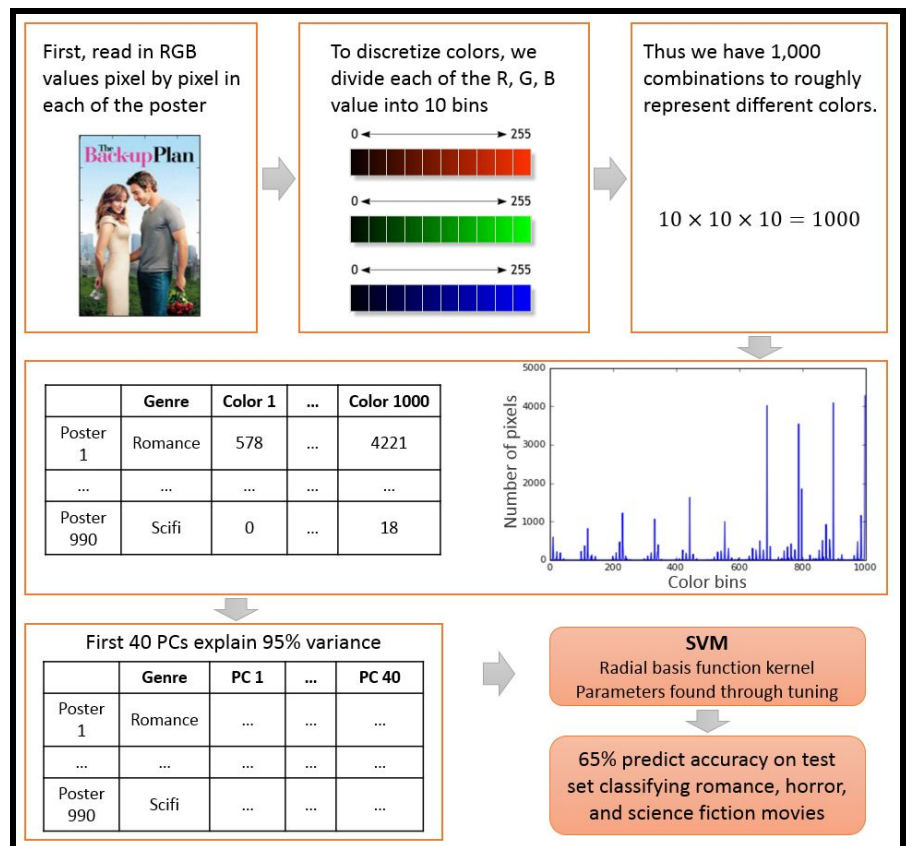 First, read in RGB
values pixel by pixel in
each of the poster
The
Back-up Plan
To discretize colors, we
divide each of the R, G, B
value into 10 bins
0 255
0 255
0 255
Thus we have 1,000
combinations to roughly
represent different colors.
10 × 10 × 10 = 1000
Genre Color 1 ... Color 1000
Poster
1 Romance 578 ... 4221
... ... ... ... ...
Poster
990 Scifi 0 ... 18
5000
4000
3000
2000
1000
0
Number of pixels
0 200 400 600 800 1000
Color bins
First 40 PCs explain 95% variance
Genre PC 1 ... PC 40
Poster
1 Romance ... ... ...
... ... ... ... ...
Poster
990 Scifi ... ... ...
SVM
Radial basis function kernel
Parameters found through tuning
65% predict accuracy on test
set classifying romance, horror,
and science fiction movies